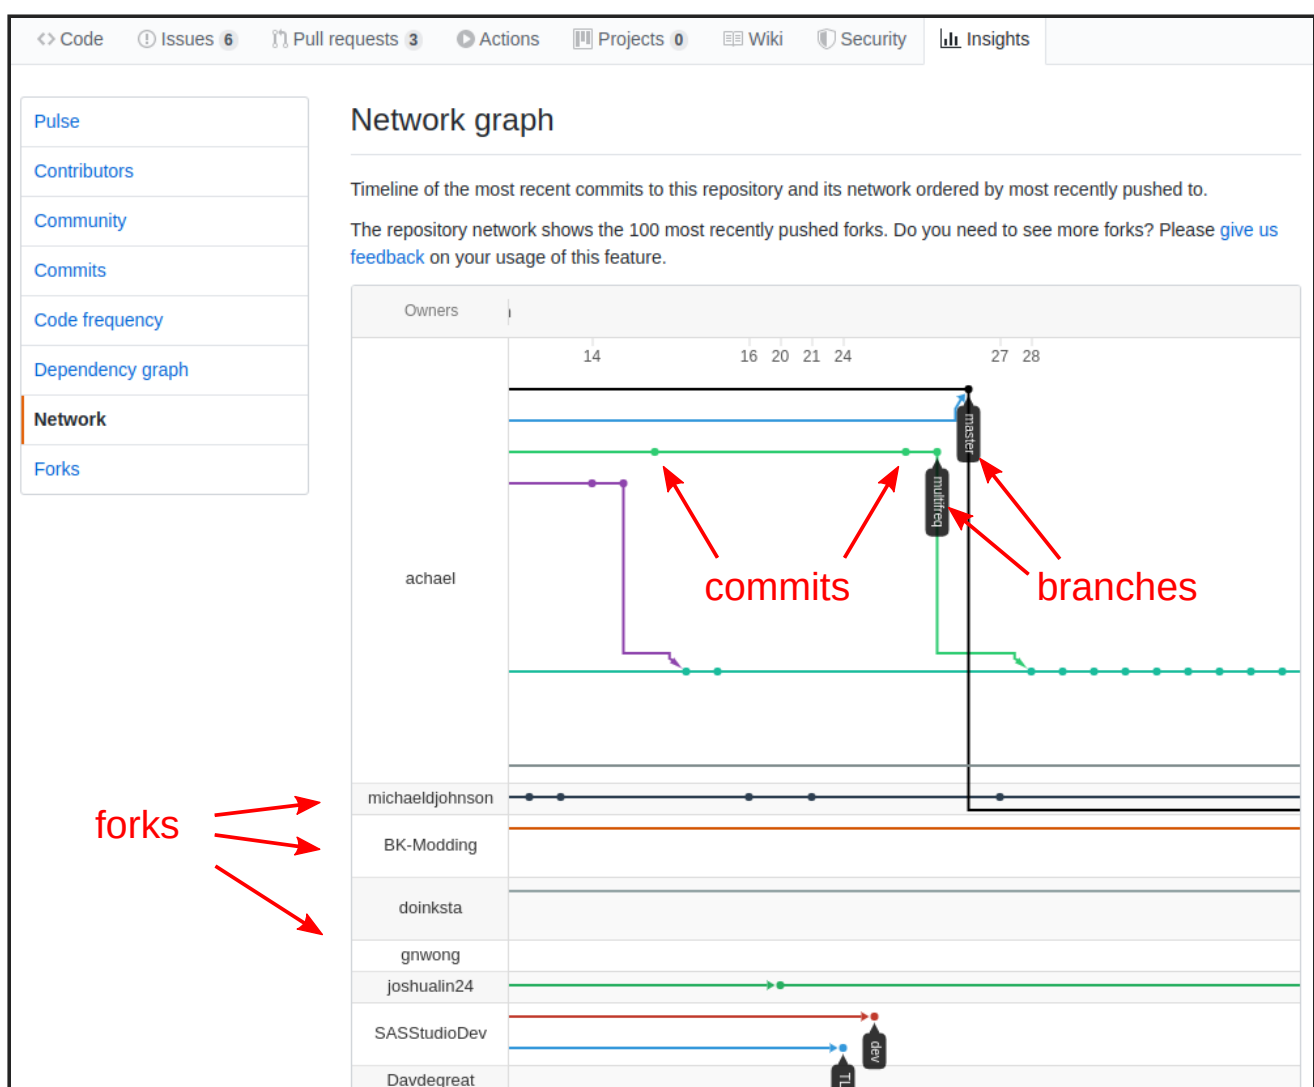 Code Issues 6 Pull requests 3 Actions Projects 0 Wiki Security Insights
Pulse
Contributors
Community
Commits
Code frequency
Dependency graph
Network
Forks
Network graph
Timeline of the most recent commits to this repository and its network ordered by most recently pushed to.
The repository network shows the 100 most recently pushed forks. Do you need to see more forks? Please give us
feedback on your usage of this feature.
Owners
14 16 20 21 24 27 28
master
multifreq
commits
branches
achael
forks
michaeldjohnson
BK-Modding
doinksta
gnwong
joshualin24
SASStudioDev
dev
Davdegreat